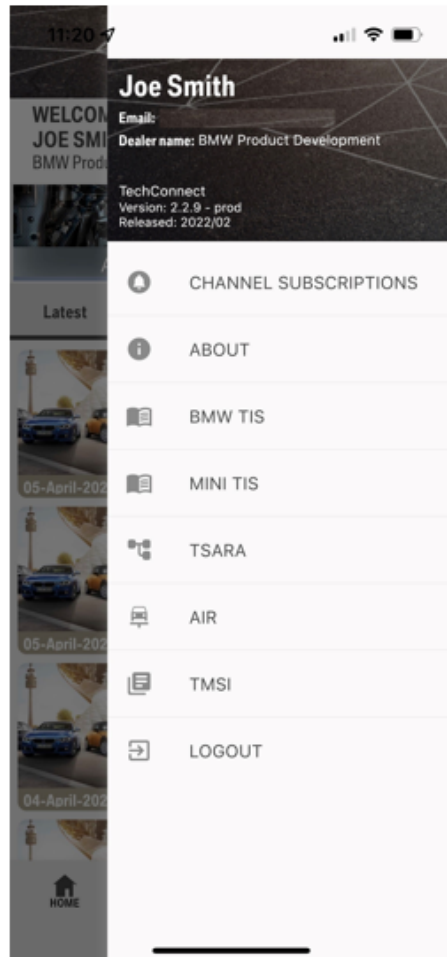 11:20
Joe Smith
Email:
Dealer name: BMW Product Development
TechConnect
Version: 2.2.9 - prod
Released: 2022/02
WELCOM
JOE SMI
BMW Produ
Latest
05-April-202
05-April-202
04-April-202
HOME
CHANNEL SUBSCRIPTIONS
ABOUT
BMW TIS
MINI TIS
TSARA
AIR
TMSI
LOGOUT